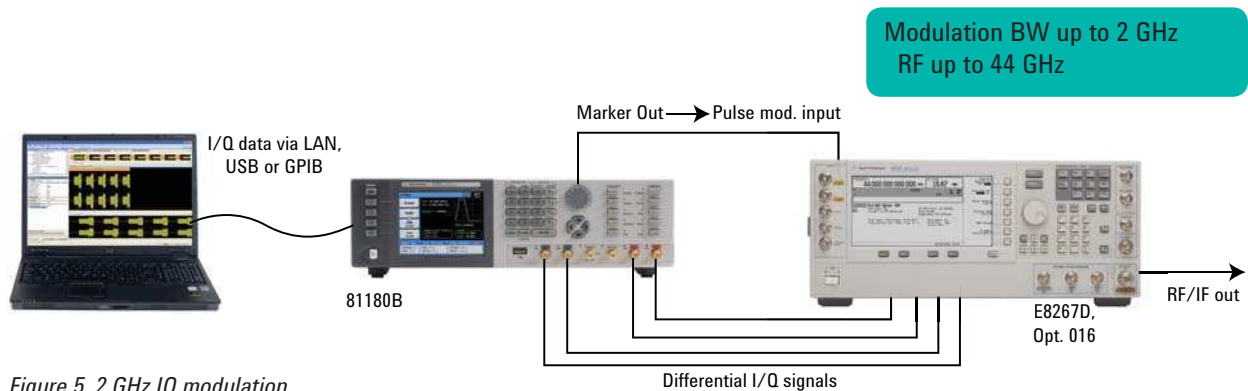 Modulation BW up to 2 GHz
RF up to 44 GHz
Marker Out
Pulse mod. input
I/Q data via LAN,
USB or GPIB
81180B
E8267D,
Opt. 016
RF/IF out
Differential I/Q signals
Figure 5. 2 GHz IQ modulation